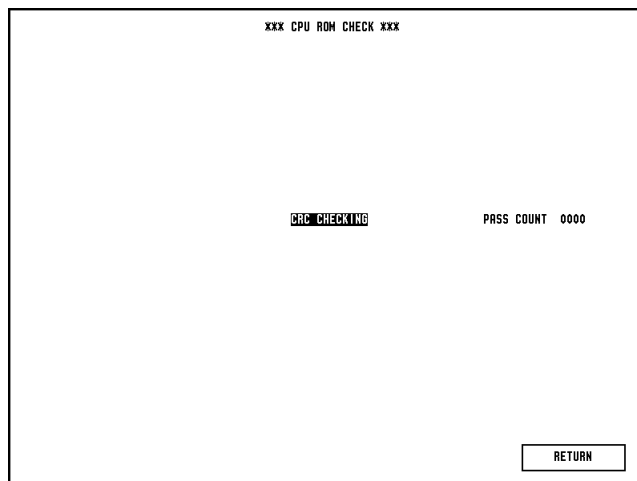 *** CPU ROM CHECK ***
CRC CHECKING PASS COUNT 0000
RETURN